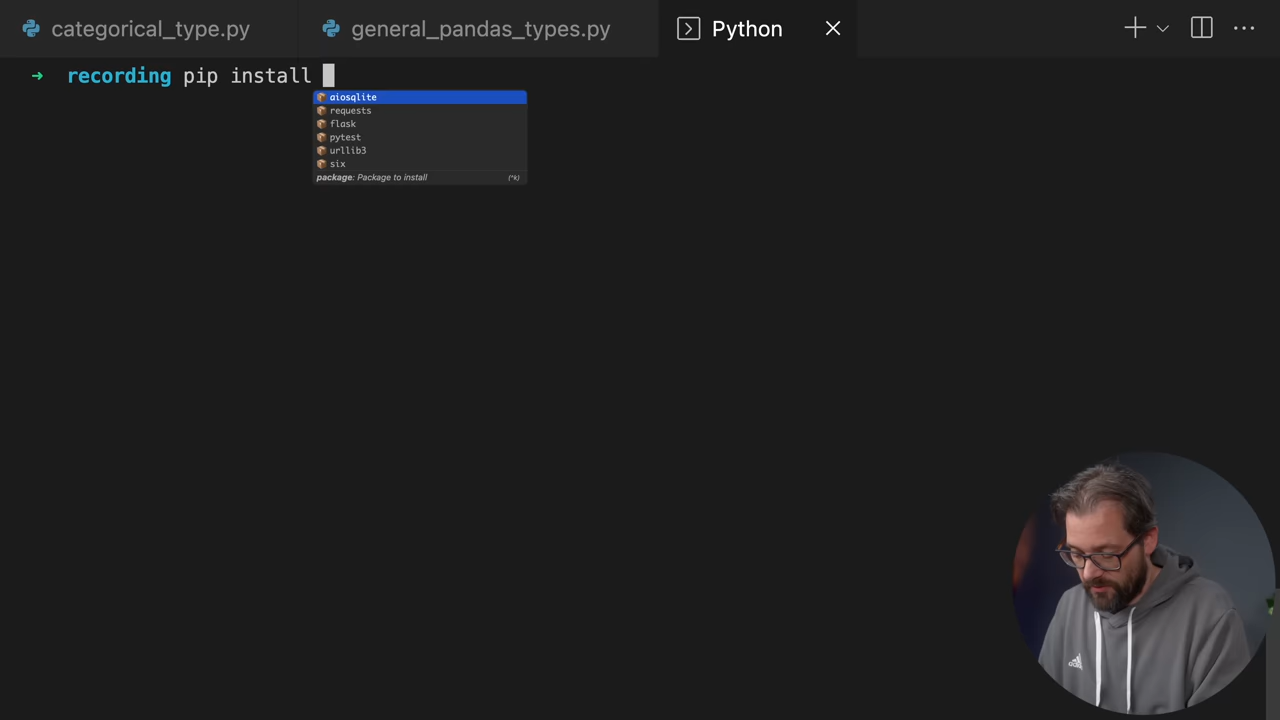 categorical_type.py
general_pandas_types.py
Python
recording pip install
aiosqlite
requests
flask
pytest
urllib3
six
package: Package to install (^k)